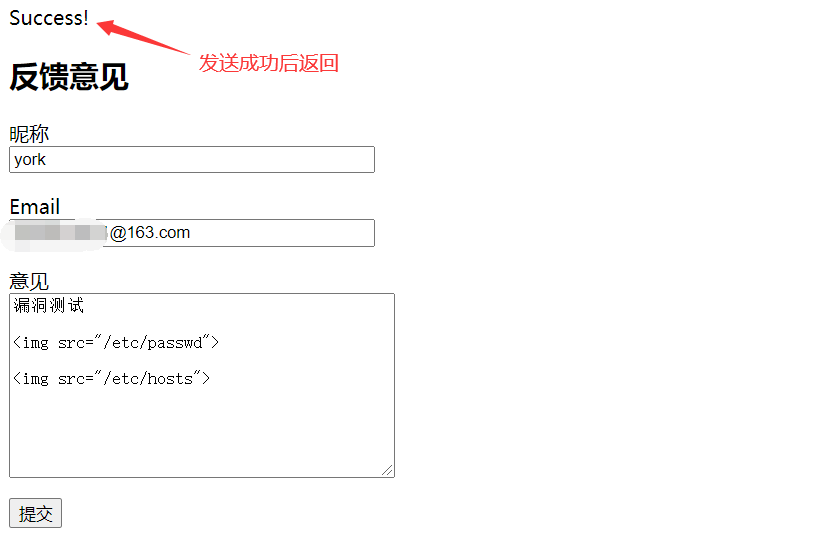 Success!
发送成功后返回
反馈意见
昵称
york
Email
@163.com
意见
漏洞测试
<img src="/etc/passwd">
<img src="/etc/hosts">
提交